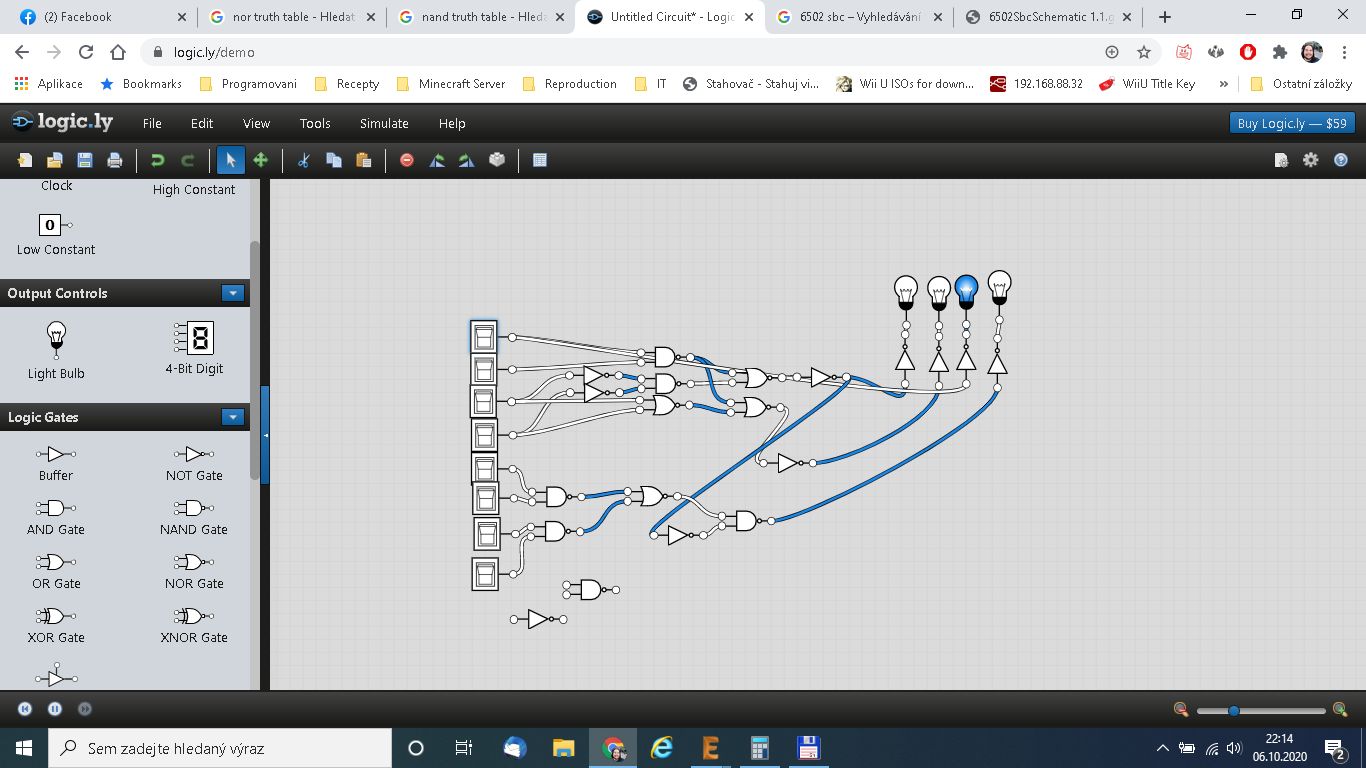 (2) Facebook
nor truth table - Hledat
nand truth table - Hleda
Untitled Circuit* - Logic
6502 sbc – Vyhledávání
6502SbcSchematic 1.1.g
logic.ly/demo
Aplikace
Bookmarks
Programovani
Recepty
Minecraft Server
Reproduction
IT
Stahovač - Stahuj vi...
Wii U ISOs for down...
192.168.88.32
WiiU Title Key
»
Ostatní záložky
logic.ly
File
Edit
View
Tools
Simulate
Help
Buy Logic.ly — $59
Clock
High Constant
0
Low Constant
Output Controls
8
Light Bulb
4-Bit Digit
Logic Gates
Buffer
NOT Gate
AND Gate
NAND Gate
OR Gate
NOR Gate
XOR Gate
XNOR Gate
Sem zadejte hledaný výraz
22:14
06.10.2020
2